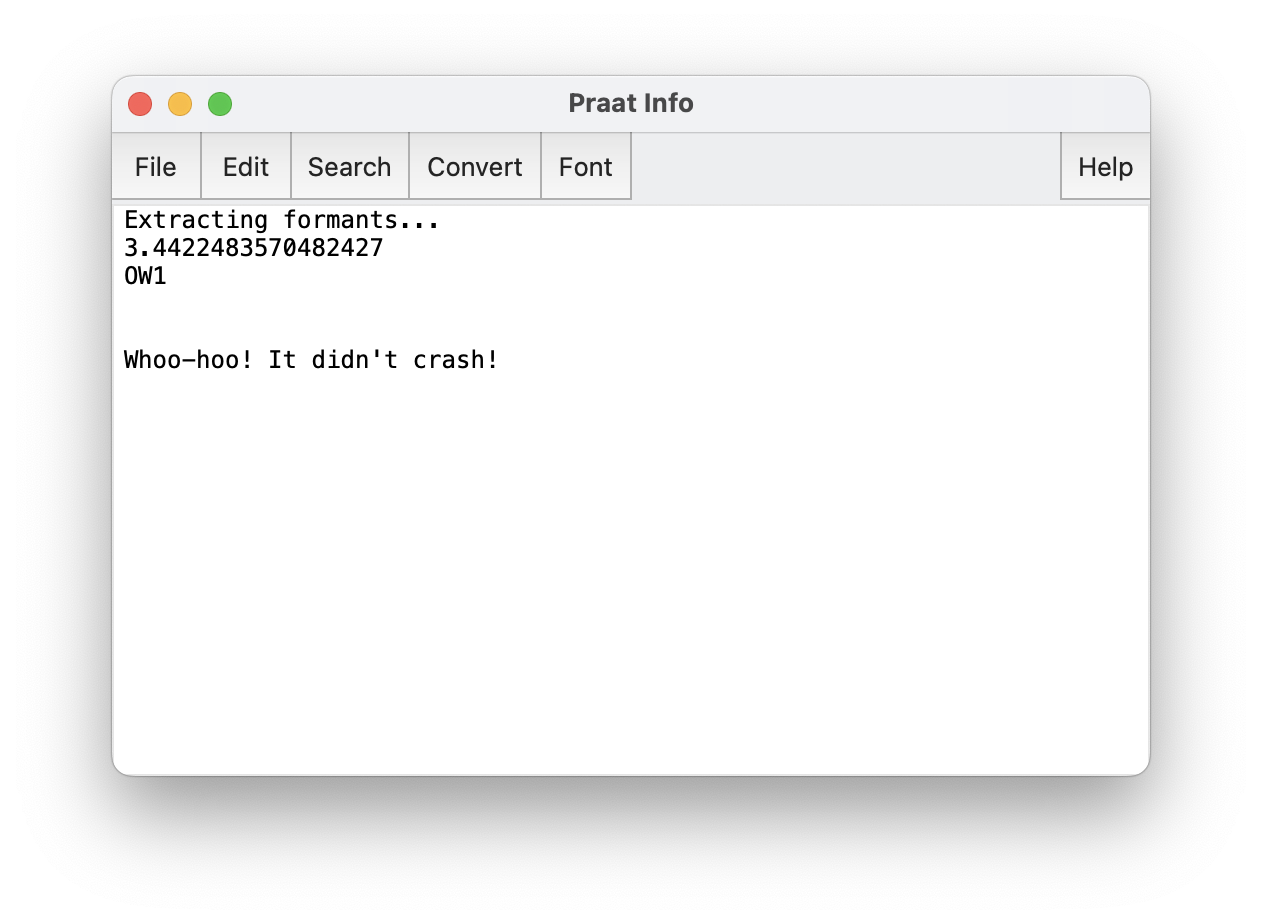 Praat Info
File Edit Search Convert Font Help
Extracting formants...
3.4422483570482427
OW1
Whoo-hoo! It didn't crash!